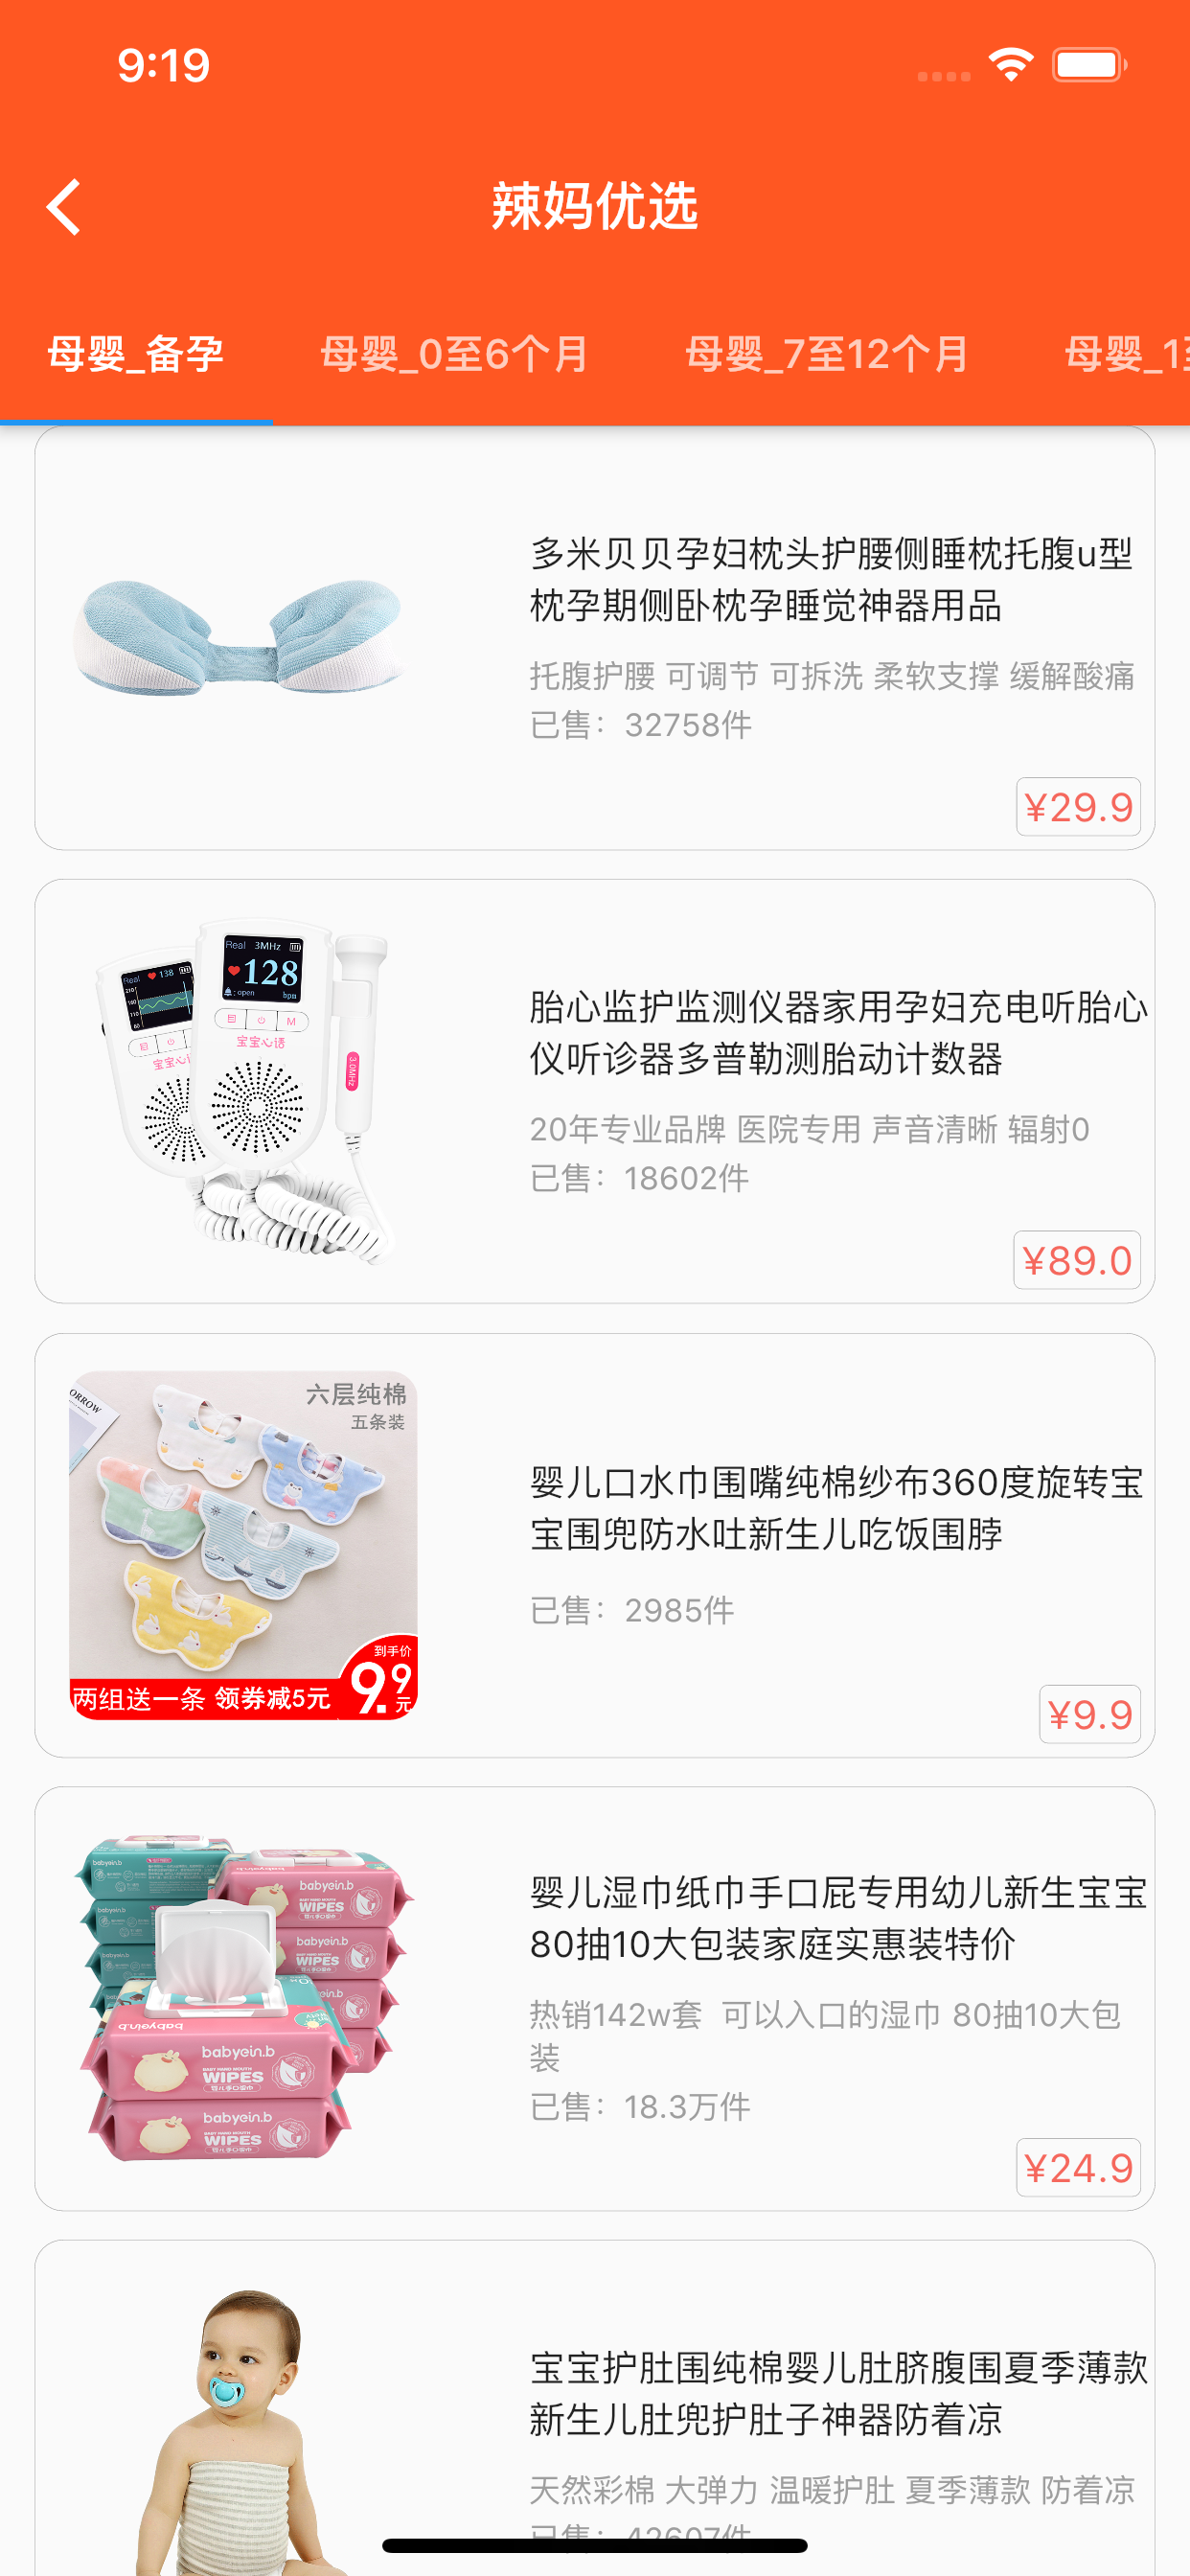 9:19
辣妈优选
母婴_备孕
母婴_0至6个月
母婴_7至12个月
母婴_1
多米贝贝孕妇枕头护腰侧睡枕托腹u型
枕孕期侧卧枕孕睡觉神器用品
托腹护腰 可调节 可拆洗 柔软支撑 缓解酸痛
已售：32758件
¥29.9
Real 138
Real 3MHz
128
open bpm
M
宝宝心语
3.0MHz
胎心监护监测仪器家用孕妇充电听胎心
仪听诊器多普勒测胎动计数器
20年专业品牌 医院专用 声音清晰 辐射0
已售：18602件
¥89.0
ORROW
六层纯棉
五条装
到手价
9.9元
两组送一条 领券减5元
婴儿口水巾围嘴纯棉纱布360度旋转宝
宝围兜防水吐新生儿吃饭围脖
已售：2985件
¥9.9
babyein.b
babyein.b
WIPES
babyein.b
WIPES
babyein.b
WIPES
babyein.b
WIPES
婴儿湿巾纸巾手口屁专用幼儿新生宝宝
80抽10大包装家庭实惠装特价
热销142w套 可以入口的湿巾 80抽10大包
装
已售：18.3万件
¥24.9
宝宝护肚围纯棉婴儿肚脐腹围夏季薄款
新生儿肚兜护肚子神器防着凉
天然彩棉 大弹力 温暖护肚 夏季薄款 防着凉
已售：42607件